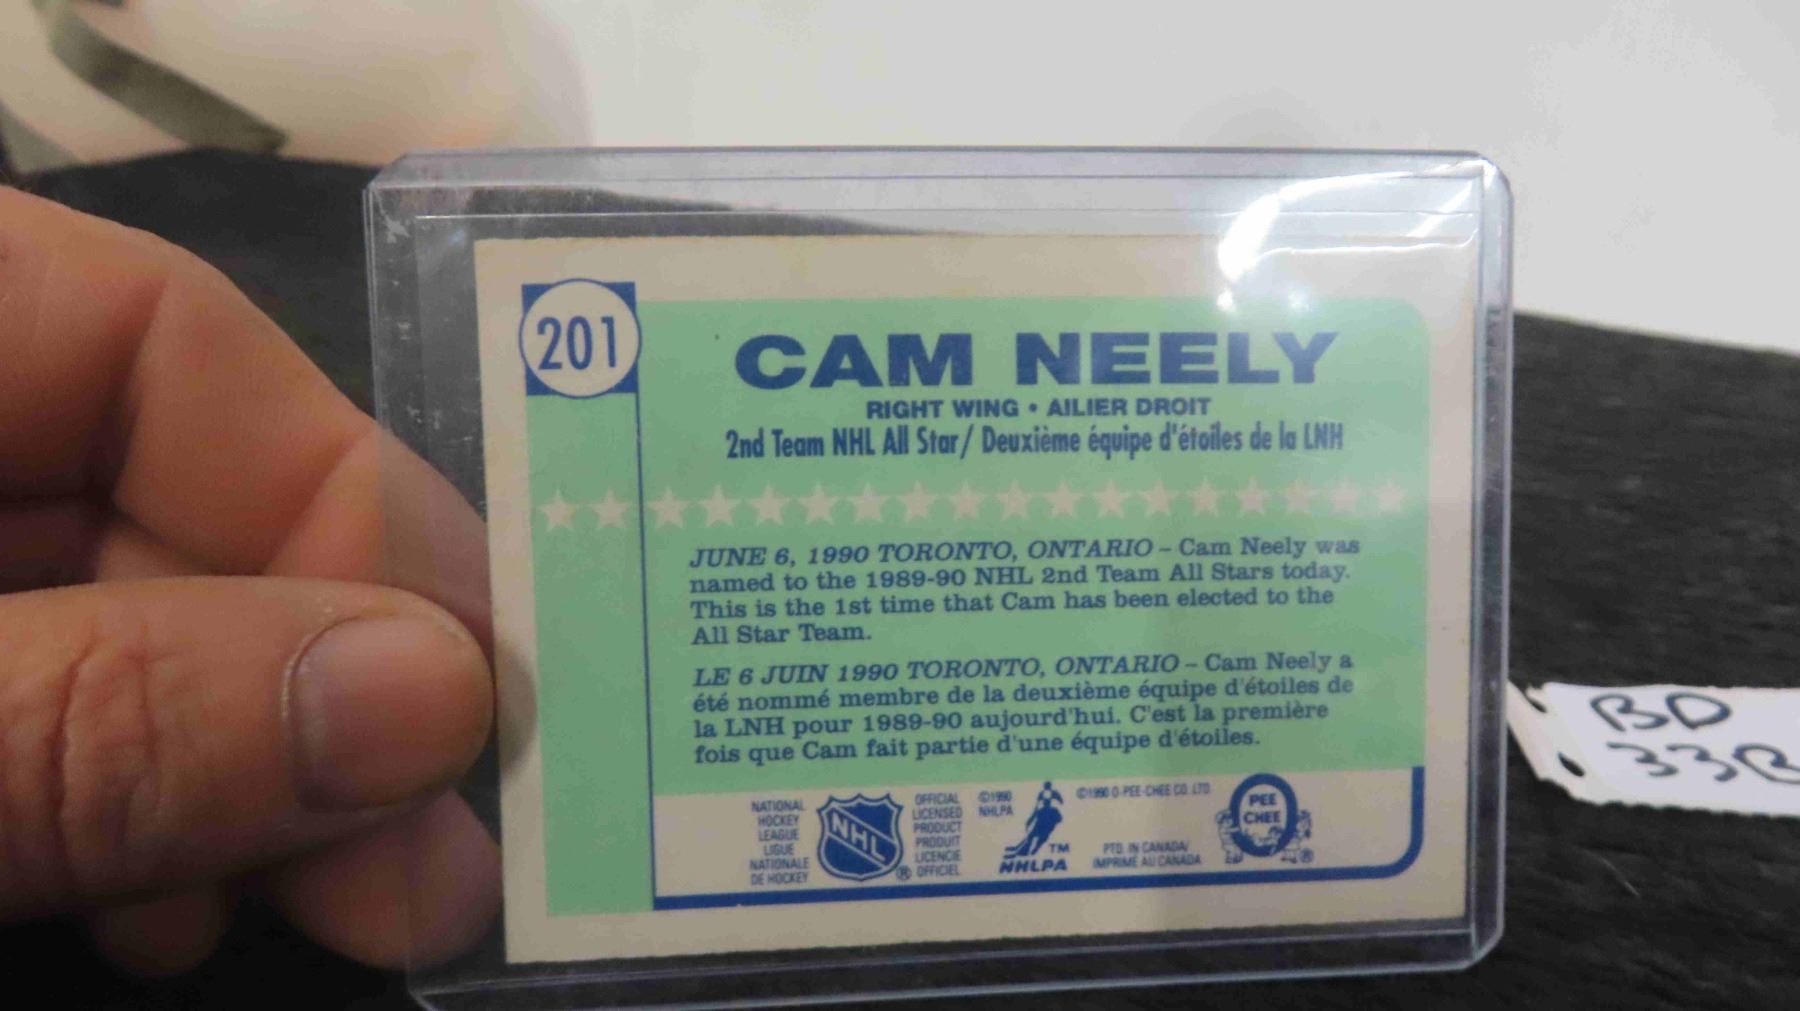 201
CAM NEELY
RIGHT WING • AILIER DROIT
2nd Team NHL All Star/ Deuxième équipe d'étoiles de la LNH
JUNE 6, 1990 TORONTO, ONTARIO – Cam Neely was
named to the 1989-90 NHL 2nd Team All Stars today.
This is the 1st time that Cam has been elected to the
All Star Team.
LE 6 JUIN 1990 TORONTO, ONTARIO – Cam Neely a
été nommé membre de la deuxième équipe d'étoiles de
la LNH pour 1989-90 aujourd'hui. C'est la première
fois que Cam fait partie d'une équipe d'étoiles.
NATIONAL
HOCKEY
LEAGUE
LIGUE
NATIONALE
DE HOCKEY
NHL
®
OFFICIAL
LICENSED
PRODUCT
PRODUIT
LICENCIE
OFFICIEL
©1990
NHLPA
TM
NHLPA
©1990 O-PEE-CHEE CO. LTD.
PTD. IN CANADA/
IMPRIMÉ AU CANADA
O
PEE
CHEE
®
BD
33B